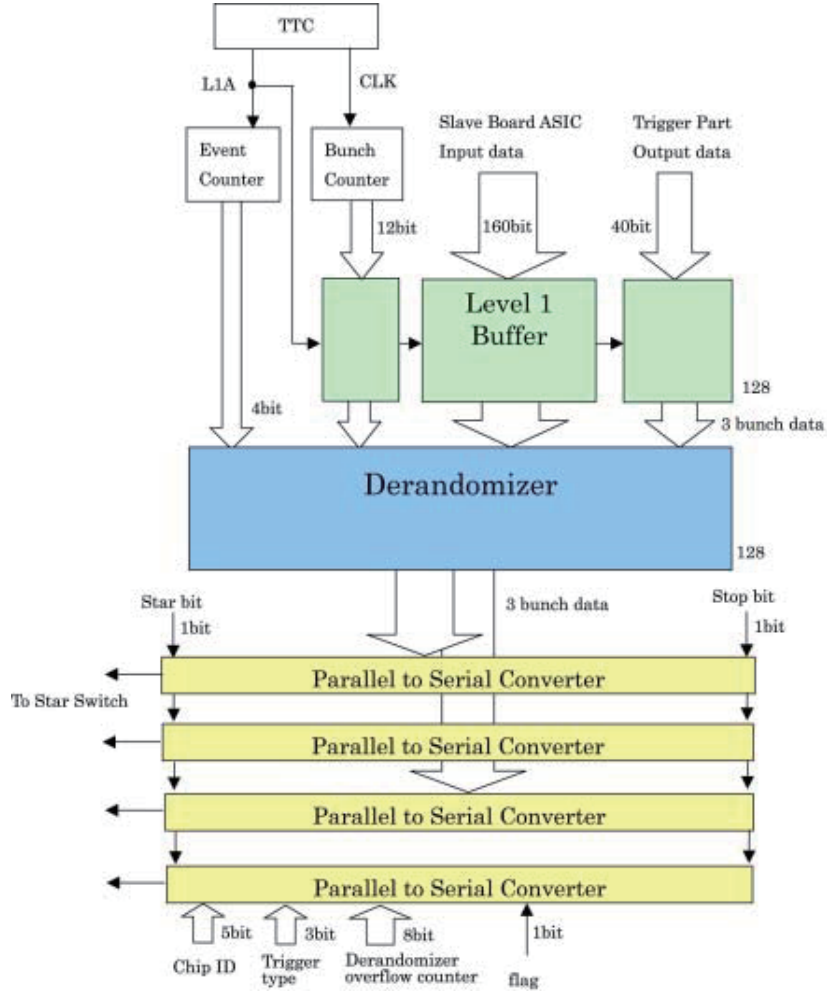 TTC
L1A
CLK
Event
Counter
Bunch
Counter
Slave Board ASIC
Input data
Trigger Part
Output data
12bit
160bit
40bit
Level 1
Buffer
128
4bit
3 bunch data
Derandomizer
128
3 bunch data
Star bit
1bit
Stop bit
1bit
Parallel to Serial Converter
To Star Switch
Parallel to Serial Converter
Parallel to Serial Converter
Parallel to Serial Converter
5bit
3bit
8bit
1bit
Chip ID
Trigger
type
Derandomizer
overflow counter
flag